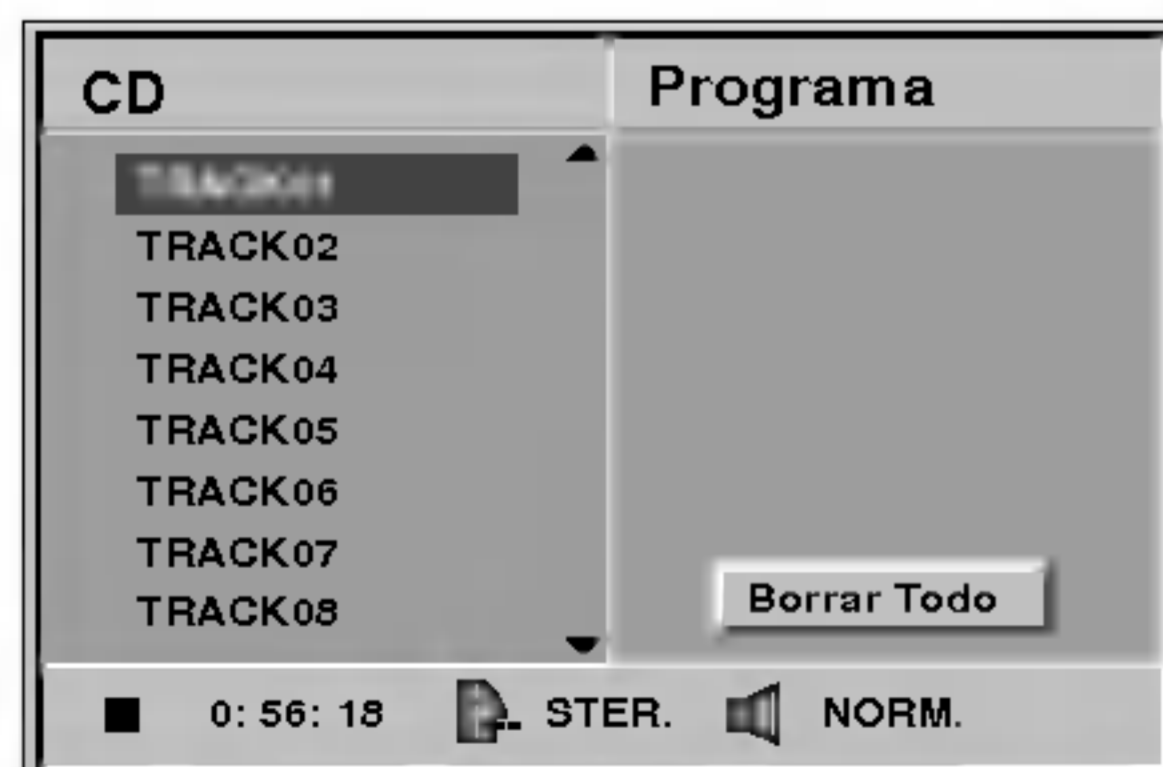 CD
Programa
TRACK02
TRACK03
TRACK04
TRACK05
TRACK06
TRACK07
TRACK08
Borrar Todo
0: 56: 18 STER. NORM.